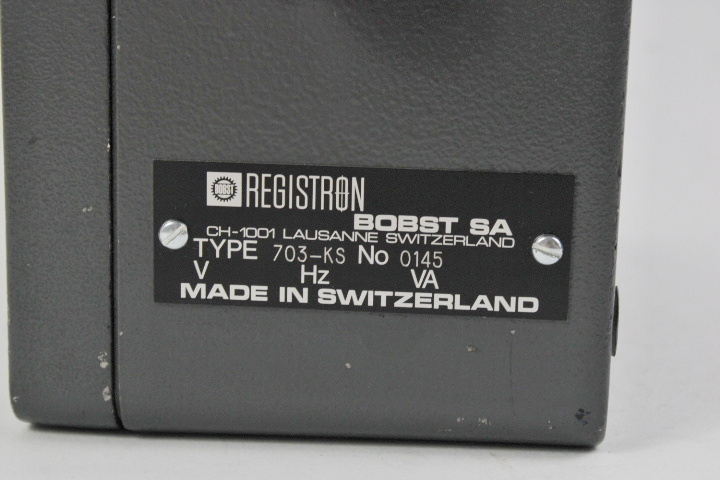 BOBST REGISTRON
BOBST SA
CH-1001 LAUSANNE SWITZERLAND
TYPE 703-KS No 0145
V Hz VA
MADE IN SWITZERLAND